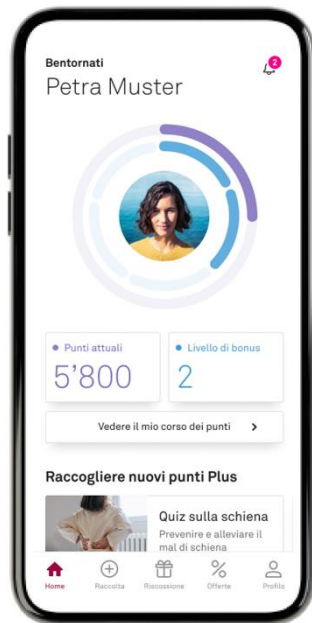 Bentornati
2
Petra Muster
Punti attuali
5’800
Livello di bonus
2
Vedere il mio corso dei punti
Raccogliere nuovi punti Plus
Quiz sulla schiena
Prevenire e alleviare il
mal di schiena
Home
Raccolta
Riscossione
Offerte
Profilo